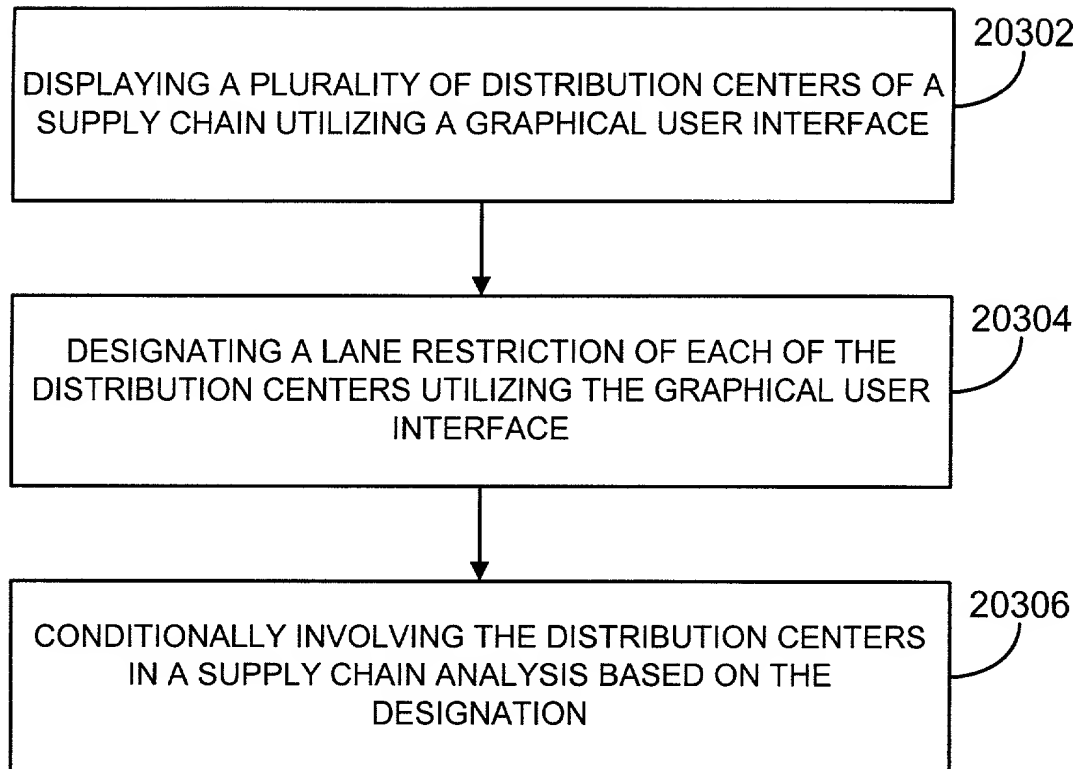 20302
DISPLAYING A PLURALITY OF DISTRIBUTION CENTERS OF A
SUPPLY CHAIN UTILIZING A GRAPHICAL USER INTERFACE
20304
DESIGNATING A LANE RESTRICTION OF EACH OF THE
DISTRIBUTION CENTERS UTILIZING THE GRAPHICAL USER
INTERFACE
20306
CONDITIONALLY INVOLVING THE DISTRIBUTION CENTERS
IN A SUPPLY CHAIN ANALYSIS BASED ON THE
DESIGNATION